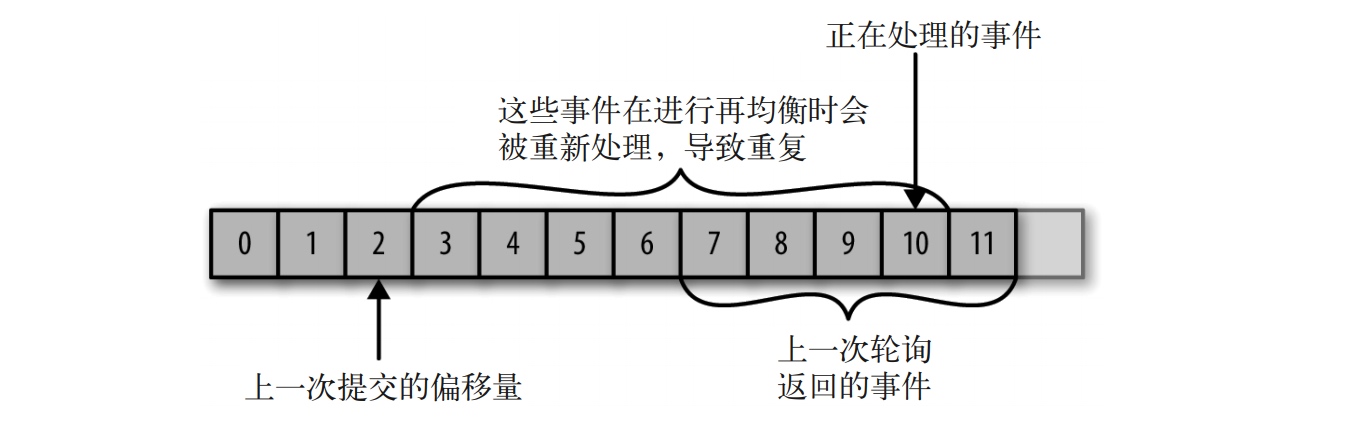 正在处理的事件
这些事件在进行再均衡时会
被重新处理，导致重复
0 1 2 3 4 5 6 7 8 9 10 11
上一次提交的偏移量
上一次轮询
返回的事件